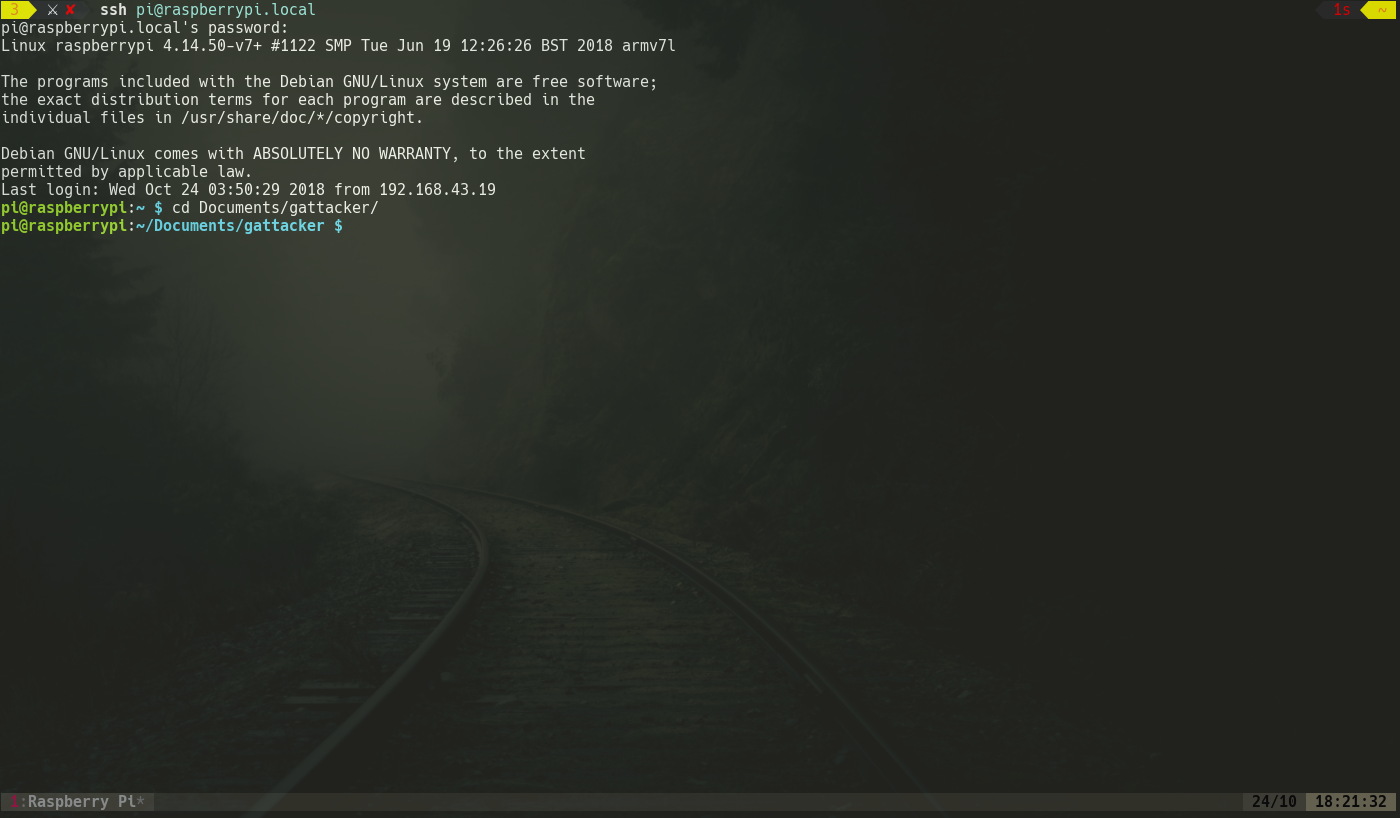 3 ⚔ ✘ ssh pi@raspberrypi.local 1s ~
pi@raspberrypi.local's password:
Linux raspberrypi 4.14.50-v7+ #1122 SMP Tue Jun 19 12:26:26 BST 2018 armv7l
The programs included with the Debian GNU/Linux system are free software;
the exact distribution terms for each program are described in the
individual files in /usr/share/doc/*/copyright.
Debian GNU/Linux comes with ABSOLUTELY NO WARRANTY, to the extent
permitted by applicable law.
Last login: Wed Oct 24 03:50:29 2018 from 192.168.43.19
pi@raspberrypi:~ $ cd Documents/gattacker/
pi@raspberrypi:~/Documents/gattacker $
1:Raspberry Pi* 24/10 18:21:32